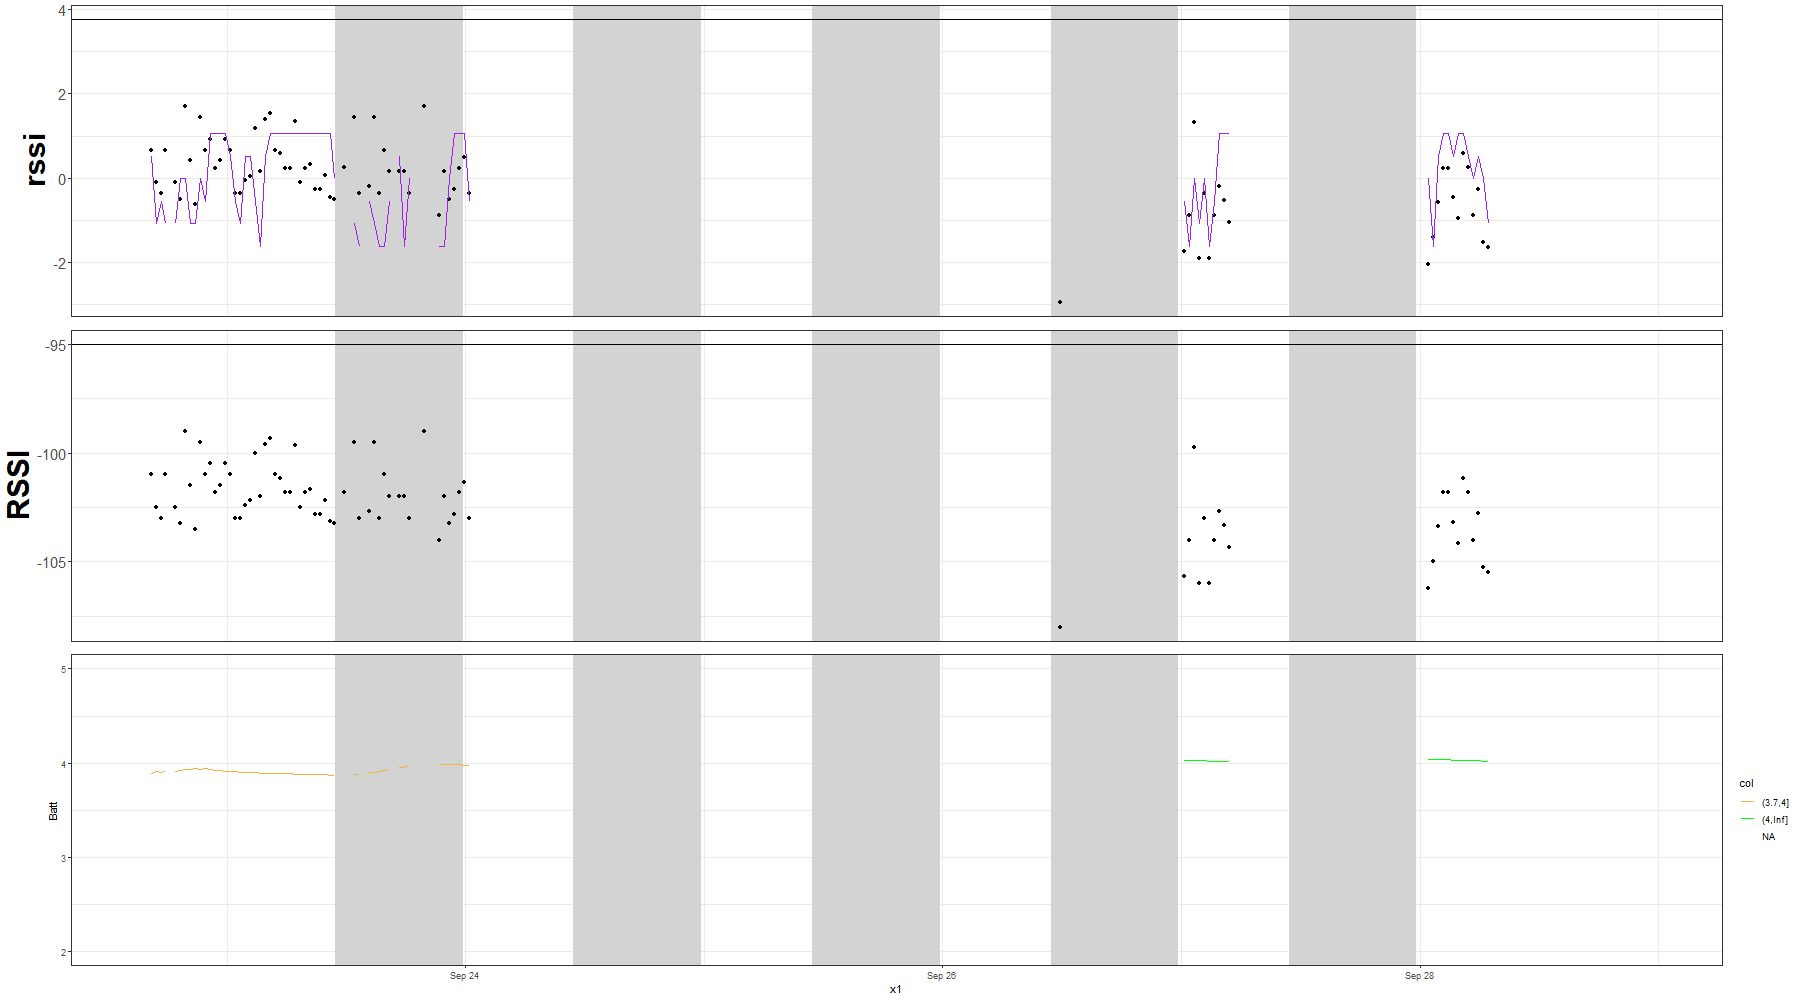 rssi
4
2
0
-2
RSSI
-95
-100
-105
Batt
5
4
3
2
Sep 24
Sep 26
Sep 28
x1
col
(3.7,4]
(4,Inf]
NA